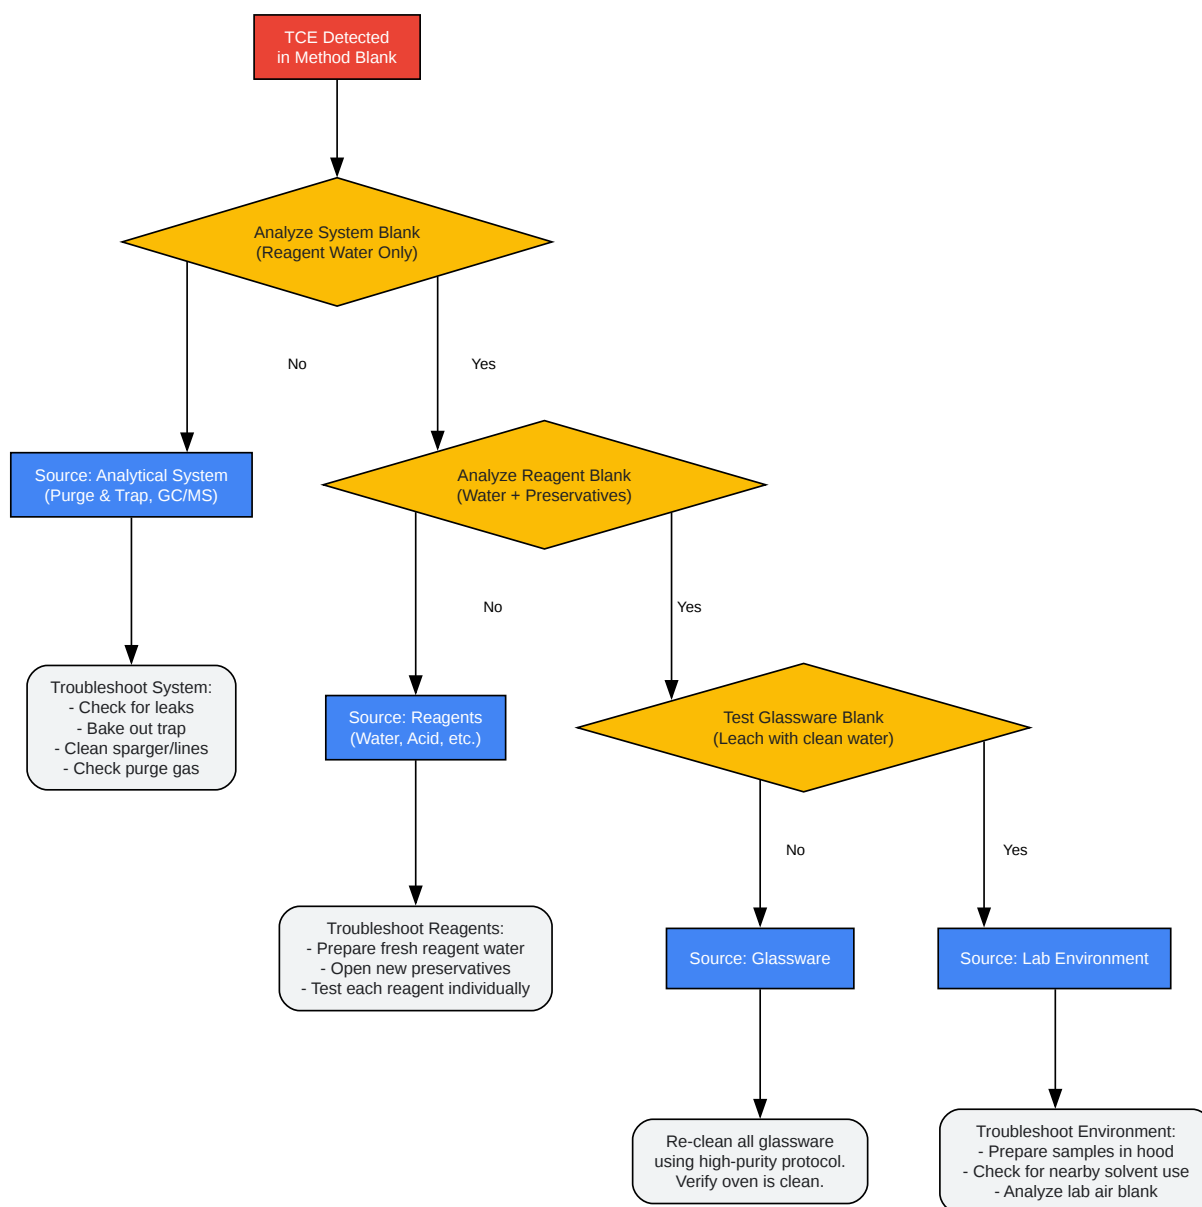 TCE Detected
in Method Blank
Analyze System Blank
(Reagent Water Only)
No
Yes
Source: Analytical System
(Purge & Trap, GC/MS)
Analyze Reagent Blank
(Water + Preservatives)
No
Yes
Troubleshoot System:
- Check for leaks
- Bake out trap
- Clean sparger/lines
- Check purge gas
Source: Reagents
(Water, Acid, etc.)
Test Glassware Blank
(Leach with clean water)
No
Yes
Troubleshoot Reagents:
- Prepare fresh reagent water
- Open new preservatives
- Test each reagent individually
Source: Glassware
Source: Lab Environment
Re-clean all glassware
using high-purity protocol.
Verify oven is clean.
Troubleshoot Environment:
- Prepare samples in hood
- Check for nearby solvent use
- Analyze lab air blank